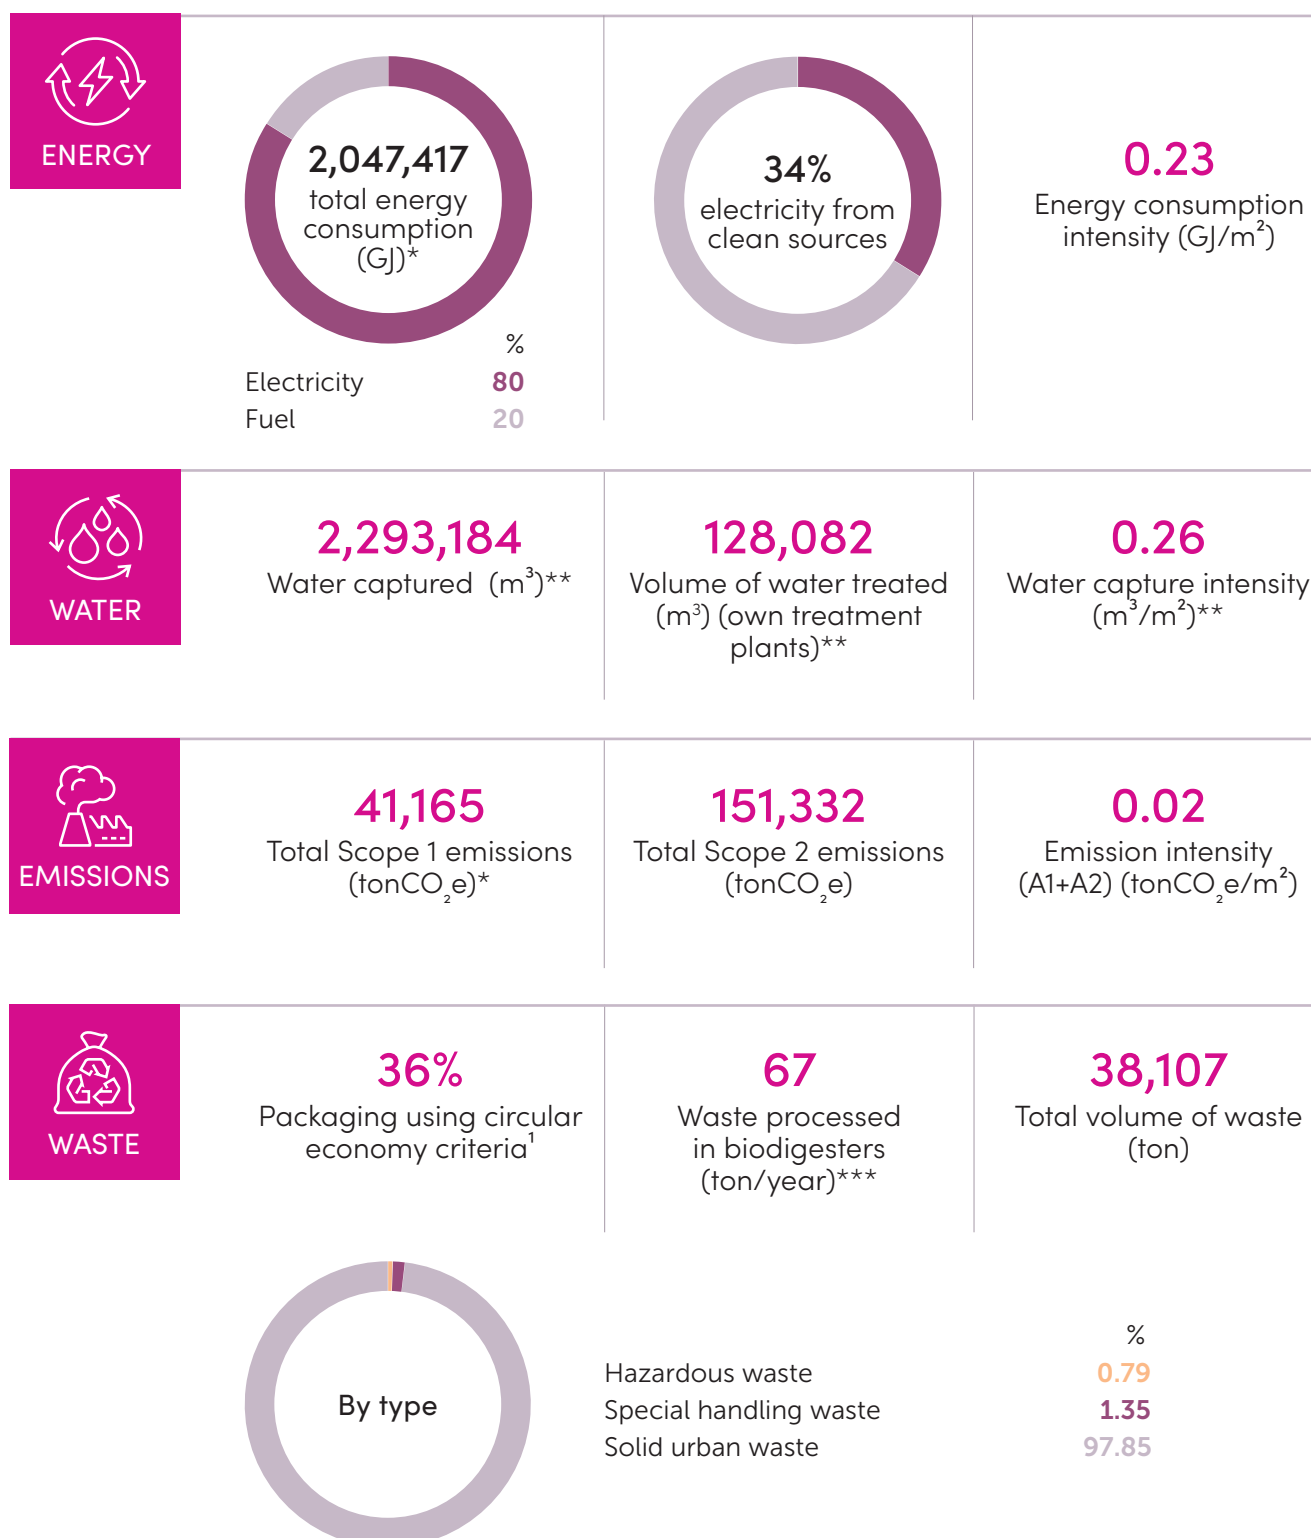 ENERGY
2,047,417
total energy
consumption
(GJ)*
%
Electricity 80
Fuel 20
34%
electricity from
clean sources
0.23
Energy consumption
intensity (GJ/m²)
WATER
2,293,184
Water captured (m³)**
128,082
Volume of water treated
(m³) (own treatment
plants)**
0.26
Water capture intensity
(m³/m²)**
EMISSIONS
41,165
Total Scope 1 emissions
(tonCO₂e)*
151,332
Total Scope 2 emissions
(tonCO₂e)
0.02
Emission intensity
(A1+A2) (tonCO₂e/m²)
WASTE
36%
Packaging using circular
economy criteria¹
67
Waste processed
in biodigesters
(ton/year)***
38,107
Total volume of waste
(ton)
By type
%
Hazardous waste 0.79
Special handling waste 1.35
Solid urban waste 97.85